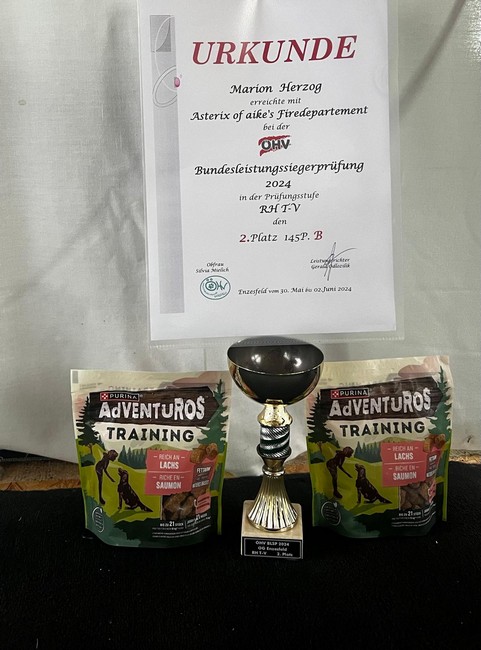 URKUNDE
Marion Herzog
erreichte mit
Asterix of aike's Firedepartement
bei der
ÖHV
Bundesleistungssiegerprüfung
2024
in der Prüfungsstufe
RH T-V
den
2.Platz 145P. B
Obfrau
Silvia Mielich
Leistungsrichter
Enzesfeld vom 30. Mai bis 02.Juni 2024
PURINA
ADVENTUROS
TRAINING
REICH AN
LACHS
RICHE EN
SAUMON
PURINA
ADVENTUROS
TRAINING
REICH AN
LACHS
RICHE EN
SAUMON
ÖHV BLSP 2024
OG Enzesfeld
RH T-V 2. Platz